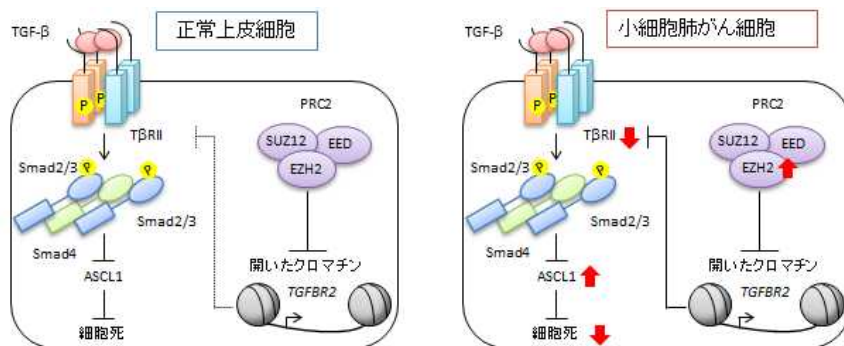 正常上皮細胞
TGF-β
P
P
TβRII
PRC2
SUZ12
EED
EZH2
P
P
Smad2/3
Smad2/3
Smad4
ASCL1
細胞死
開いたクロマチン
TGFBR2
小細胞肺がん細胞
TGF-β
P
P
TβRII
PRC2
SUZ12
EED
EZH2
P
P
Smad2/3
Smad2/3
Smad4
ASCL1
細胞死
開いたクロマチン
TGFBR2